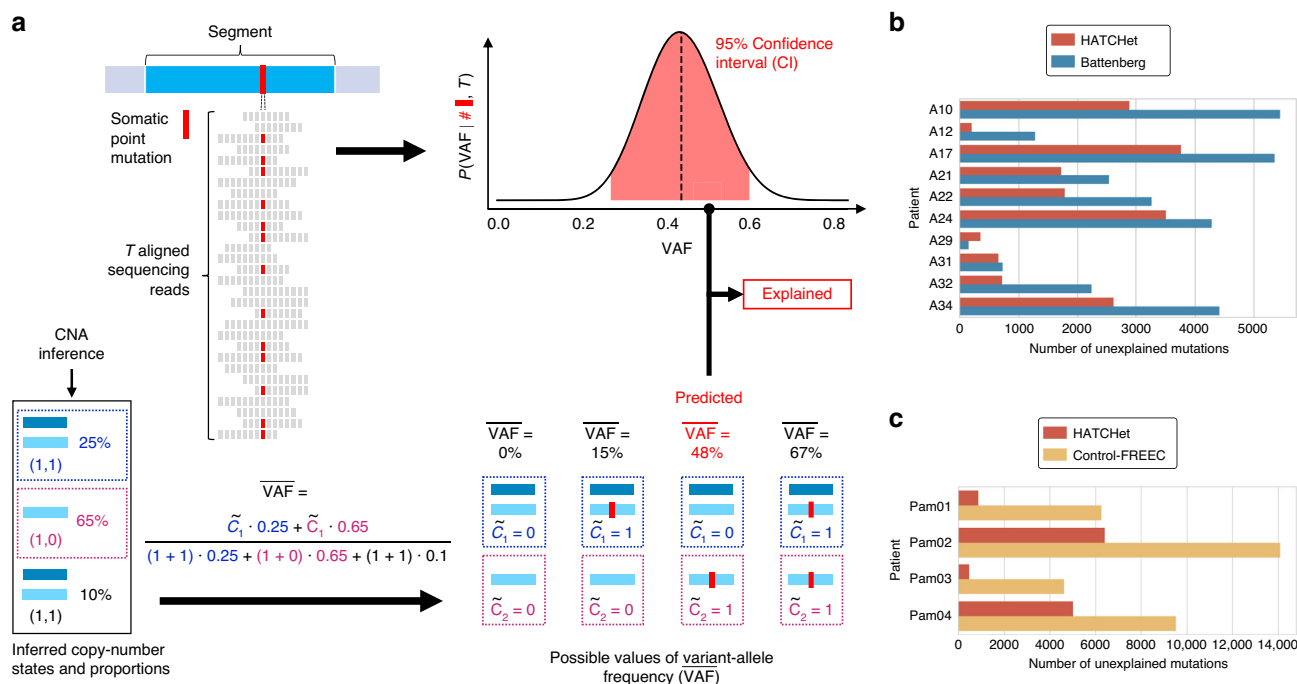 a
Segment
Somatic
point
mutation
T aligned
sequencing
reads
95% Confidence
interval (CI)
P(VAF | # , T)
0.0
0.2
0.4
0.6
0.8
VAF
Explained
Predicted
CNA
inference
25%
(1,1)
65%
(1,0)
10%
(1,1)
Inferred copy-number
states and proportions
VAF =
C̃₁ · 0.25 + C̃₁ · 0.65
(1 + 1) · 0.25 + (1 + 0) · 0.65 + (1 + 1) · 0.1
VAF =
0%
VAF =
15%
VAF =
48%
VAF =
67%
C̃₁ = 0
C̃₁ = 1
C̃₁ = 0
C̃₁ = 1
C̃₂ = 0
C̃₂ = 0
C̃₂ = 1
C̃₂ = 1
Possible values of variant-allele
frequency (VAF)
b
HATCHet
Battenberg
Patient
A10
A12
A17
A21
A22
A24
A29
A31
A32
A34
0 1000 2000 3000 4000 5000
Number of unexplained mutations
c
HATCHet
Control-FREEC
Patient
Pam01
Pam02
Pam03
Pam04
0 2000 4000 6000 8000 10,000 12,000 14,000
Number of unexplained mutations